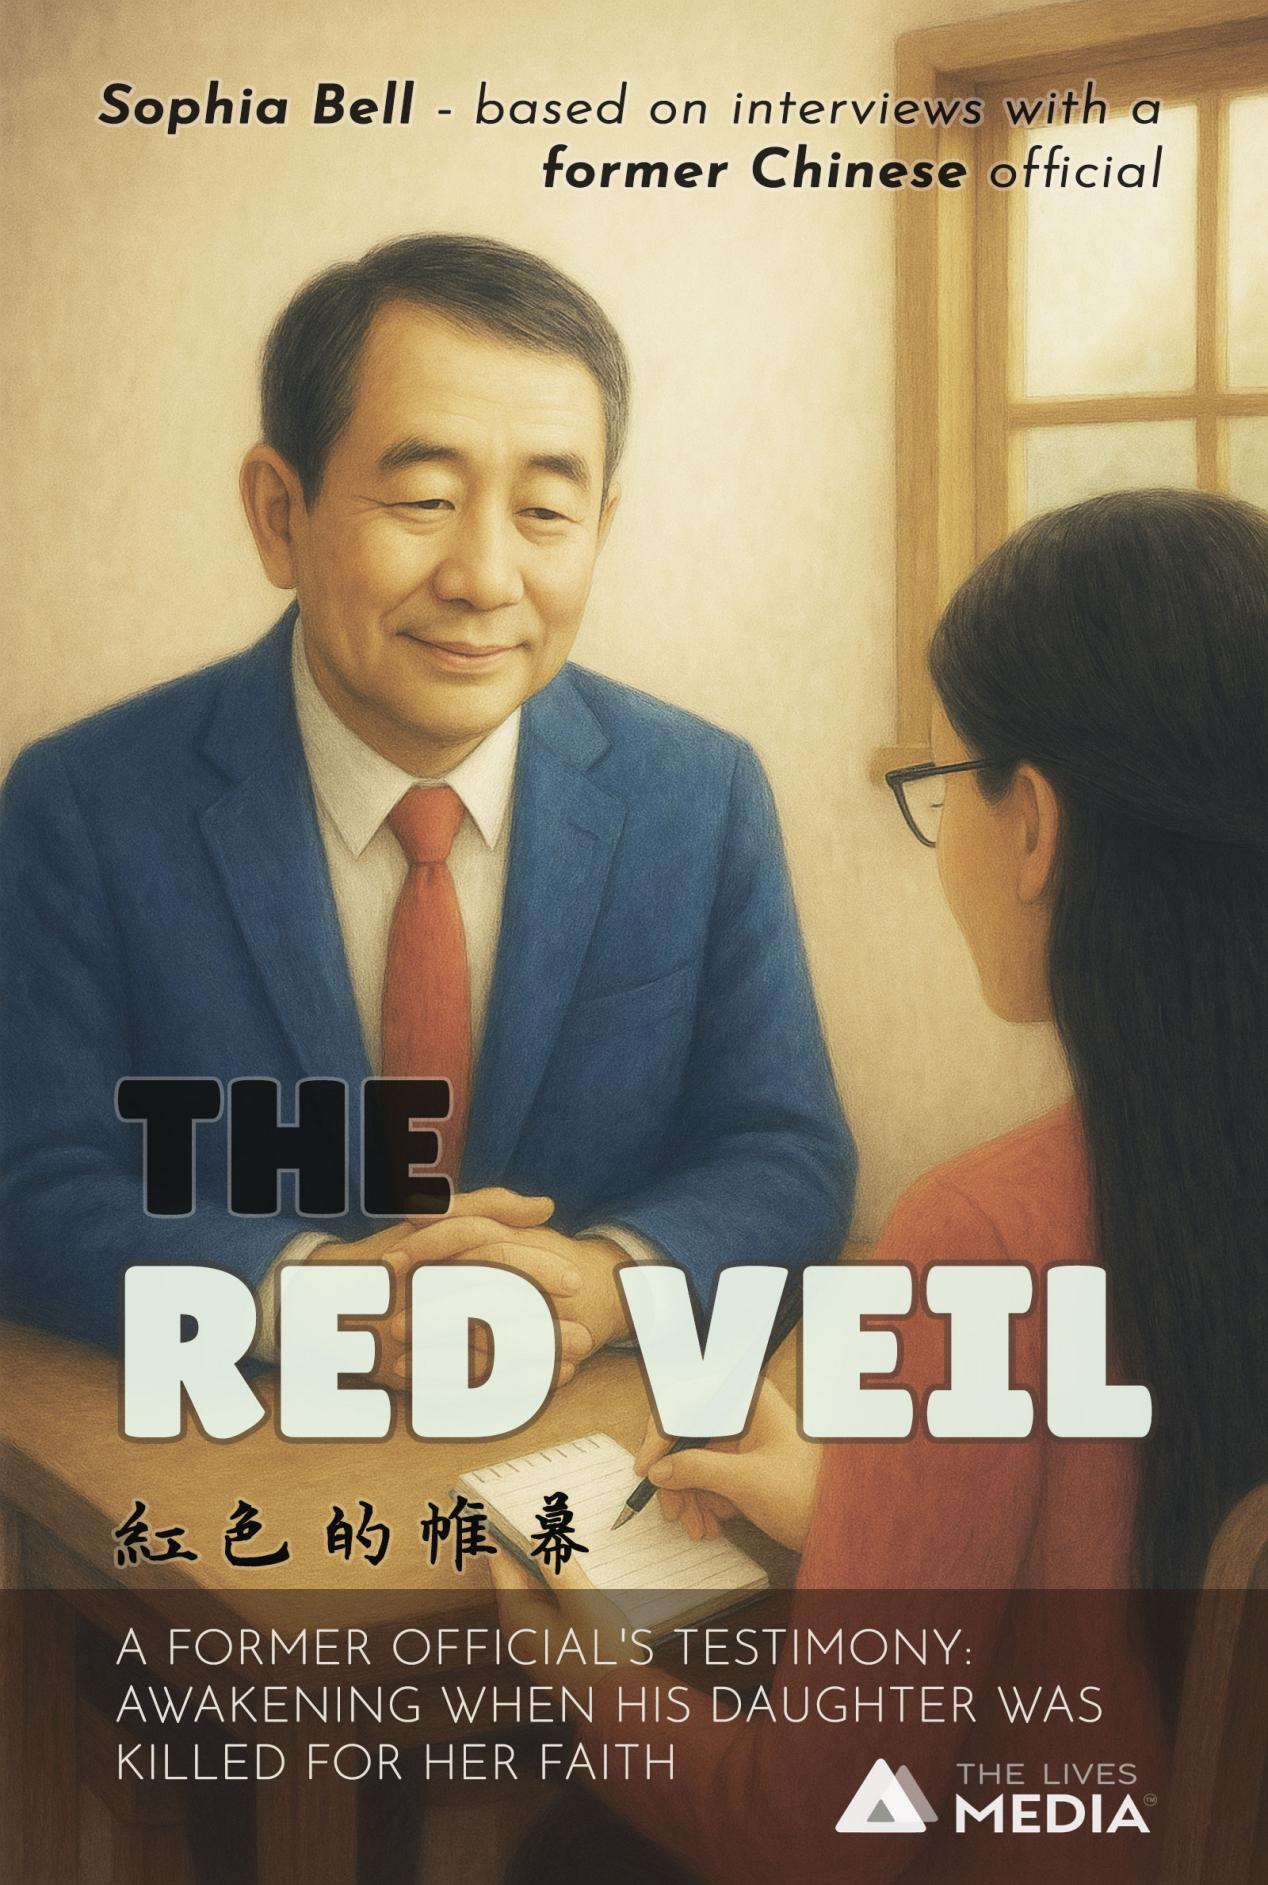 Sophia Bell - based on interviews with a
former Chinese official
THE
RED VEIL
紅色的帷幕
A FORMER OFFICIAL'S TESTIMONY:
AWAKENING WHEN HIS DAUGHTER WAS
KILLED FOR HER FAITH
THE LIVES
MEDIA™